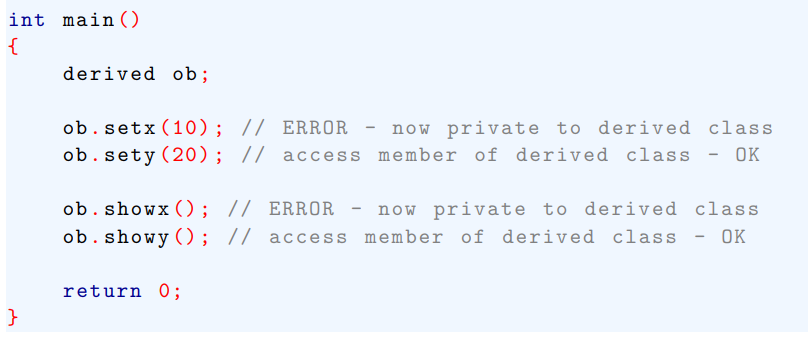 int main()
{
    derived ob;

    ob.setx(10); // ERROR - now private to derived class
    ob.sety(20); // access member of derived class - OK

    ob.showx(); // ERROR - now private to derived class
    ob.showy(); // access member of derived class - OK

    return 0;
}